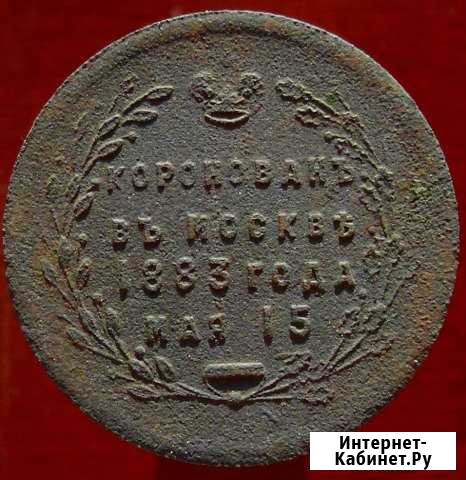 КОРОНОВАНЪ
ВЪ МОСКВѢ
1883 ГОДА
МАЯ 15
Интернет-
Кабинет.Ру